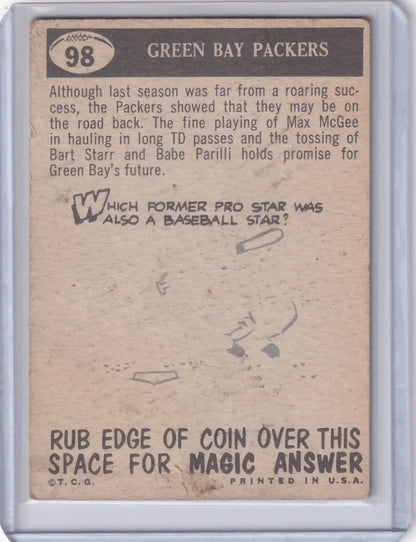 98
GREEN BAY PACKERS
Although last season was far from a roaring suc-
cess, the Packers showed that they may be on
the road back. The fine playing of Max McGee
in hauling in long TD passes and the tossing of
Bart Starr and Babe Parilli holds promise for
Green Bay's future.
WHICH FORMER PRO STAR WAS
ALSO A BASEBALL STAR?
RUB EDGE OF COIN OVER THIS
SPACE FOR MAGIC ANSWER
©T.C.G. PRINTED IN U.S.A.